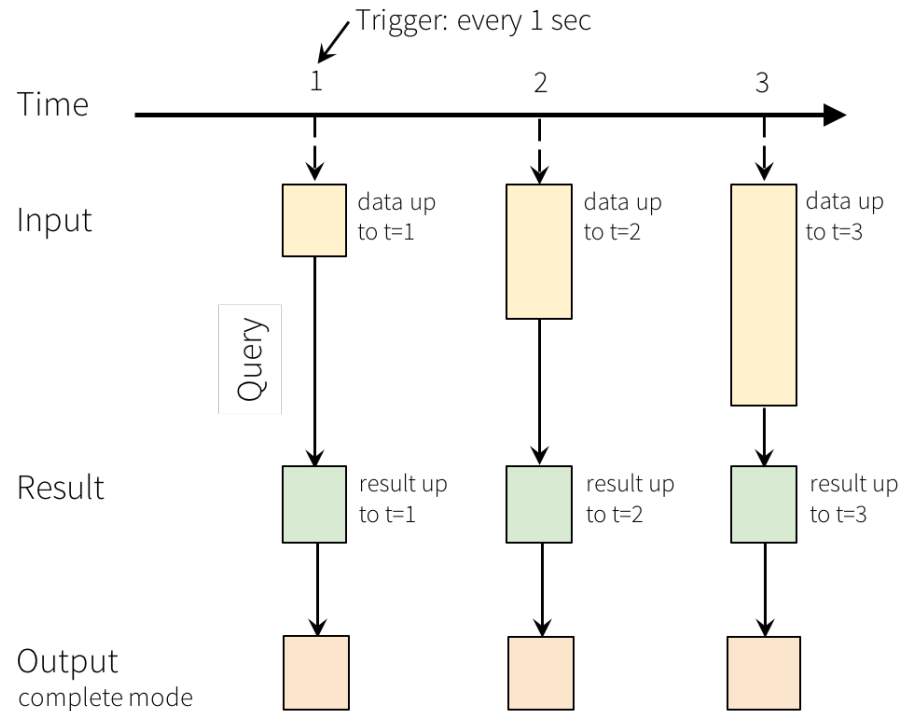 Trigger: every 1 sec
1
2
3
Time
Input
data up
to t=1
data up
to t=2
data up
to t=3
Query
Result
result up
to t=1
result up
to t=2
result up
to t=3
Output
complete mode